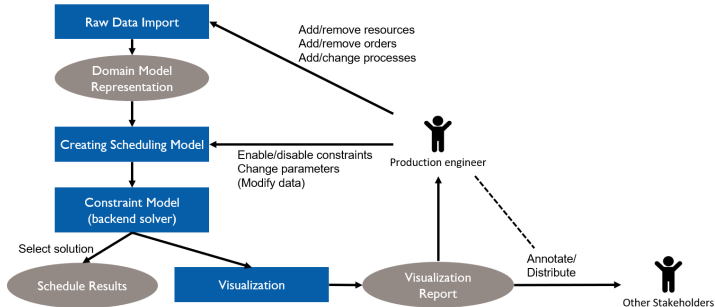 Raw Data Import
Add/remove resources
Add/remove orders
Add/change processes
Domain Model
Representation
Creating Scheduling Model
Enable/disable constraints
Change parameters
(Modify data)
Production engineer
Constraint Model
(backend solver)
Select solution
Schedule Results
Visualization
Visualization
Report
Annotate/
Distribute
Other Stakeholders